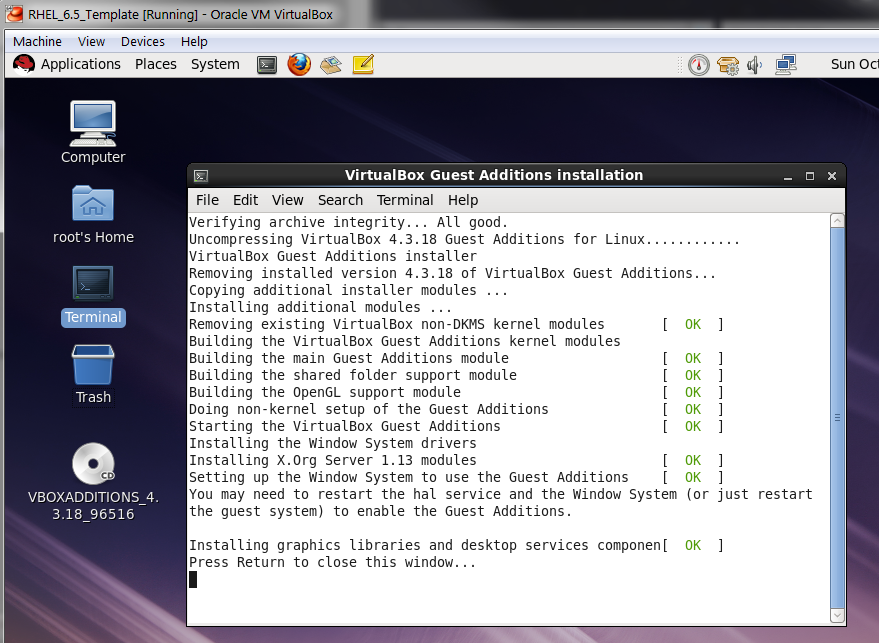 RHEL_6.5_Template [Running] - Oracle VM VirtualBox
Machine View Devices Help
Applications Places System Sun Oct
Computer
root's Home
Terminal
Trash
CD
VBOXADDITIONS_4.
3.18_96516
VirtualBox Guest Additions installation
File Edit View Search Terminal Help
Verifying archive integrity... All good.
Uncompressing VirtualBox 4.3.18 Guest Additions for Linux............
VirtualBox Guest Additions installer
Removing installed version 4.3.18 of VirtualBox Guest Additions...
Copying additional installer modules ...
Installing additional modules ...
Removing existing VirtualBox non-DKMS kernel modules [ OK ]
Building the VirtualBox Guest Additions kernel modules
Building the main Guest Additions module [ OK ]
Building the shared folder support module [ OK ]
Building the OpenGL support module [ OK ]
Doing non-kernel setup of the Guest Additions [ OK ]
Starting the VirtualBox Guest Additions [ OK ]
Installing the Window System drivers
Installing X.Org Server 1.13 modules [ OK ]
Setting up the Window System to use the Guest Additions [ OK ]
You may need to restart the hal service and the Window System (or just restart
the guest system) to enable the Guest Additions.
Installing graphics libraries and desktop services componen[ OK ]
Press Return to close this window...